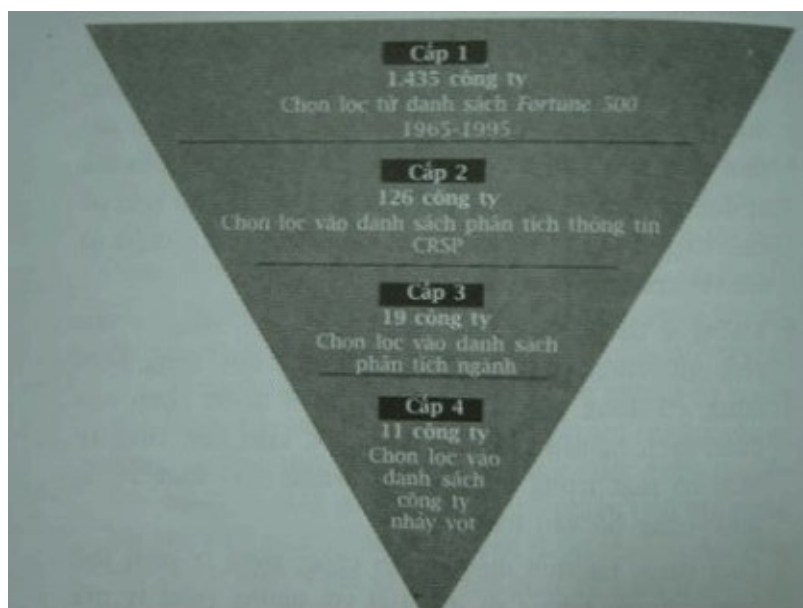 Cấp 1
1.435 công ty
Chọn lọc từ danh sách Fortune 500
1965-1995
Cấp 2
126 công ty
Chọn lọc vào danh sách phân tích thông tin
CRSP
Cấp 3
19 công ty
Chọn lọc vào danh sách
phân tích ngành
Cấp 4
11 công ty
Chọn lọc vào
danh sách
công ty
nhảy vọt